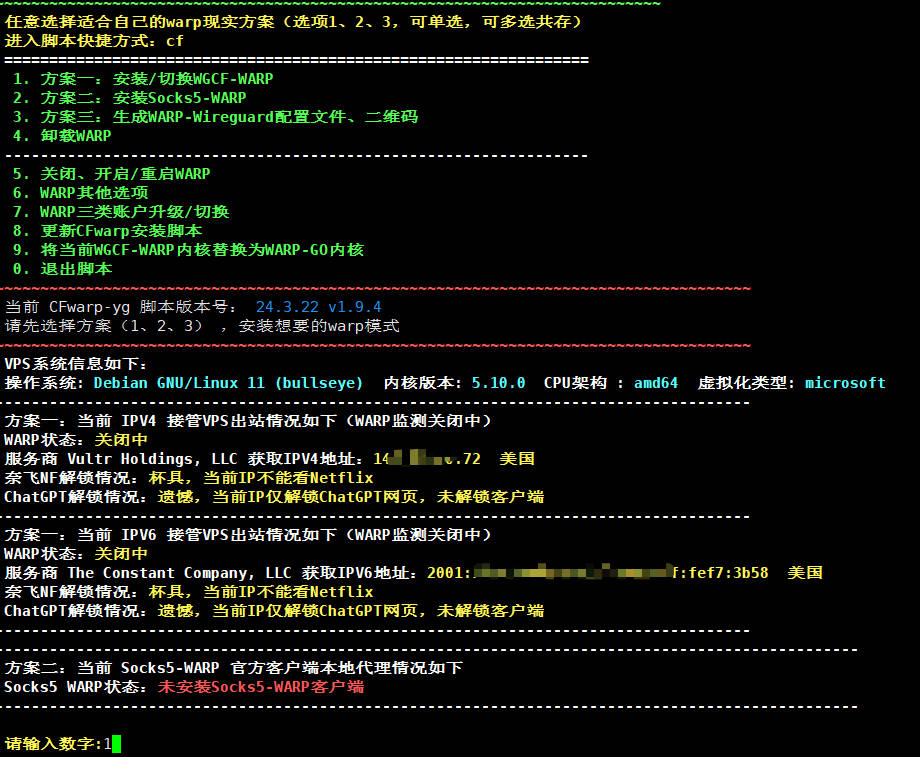 任意选择适合自己的warp现实方案（选项1、2、3，可单选，可多选共存）
进入脚本快捷方式：cf
================================================================
1. 方案一：安装/切换WGCF-WARP
2. 方案二：安装Socks5-WARP
3. 方案三：生成WARP-Wireguard配置文件、二维码
4. 卸载WARP
5. 关闭、开启/重启WARP
6. WARP其他选项
7. WARP三类账户升级/切换
8. 更新CFwarp安装脚本
9. 将当前WGCF-WARP内核替换为WARP-GO内核
0. 退出脚本
当前 CFwarp-yg 脚本版本号： 24.3.22 v1.9.4
请先选择方案（1、2、3） ，安装想要的warp模式
VPS系统信息如下：
操作系统: Debian GNU/Linux 11 (bullseye) 内核版本: 5.10.0 CPU架构 : amd64 虚拟化类型: microsoft
方案一：当前 IPV4 接管VPS出站情况如下（WARP监测关闭中）
WARP状态：关闭中
服务商 Vultr Holdings, LLC 获取IPV4地址：14 .72 美国
奈飞NF解锁情况：杯具，当前IP不能看Netflix
ChatGPT解锁情况：遗憾，当前IP仅解锁ChatGPT网页，未解锁客户端
方案一：当前 IPV6 接管VPS出站情况如下（WARP监测关闭中）
WARP状态：关闭中
服务商 The Constant Company, LLC 获取IPV6地址：2001: f:fef7:3b58 美国
奈飞NF解锁情况：杯具，当前IP不能看Netflix
ChatGPT解锁情况：遗憾，当前IP仅解锁ChatGPT网页，未解锁客户端
方案二：当前 Socks5-WARP 官方客户端本地代理情况如下
Socks5 WARP状态：未安装Socks5-WARP客户端
请输入数字:1